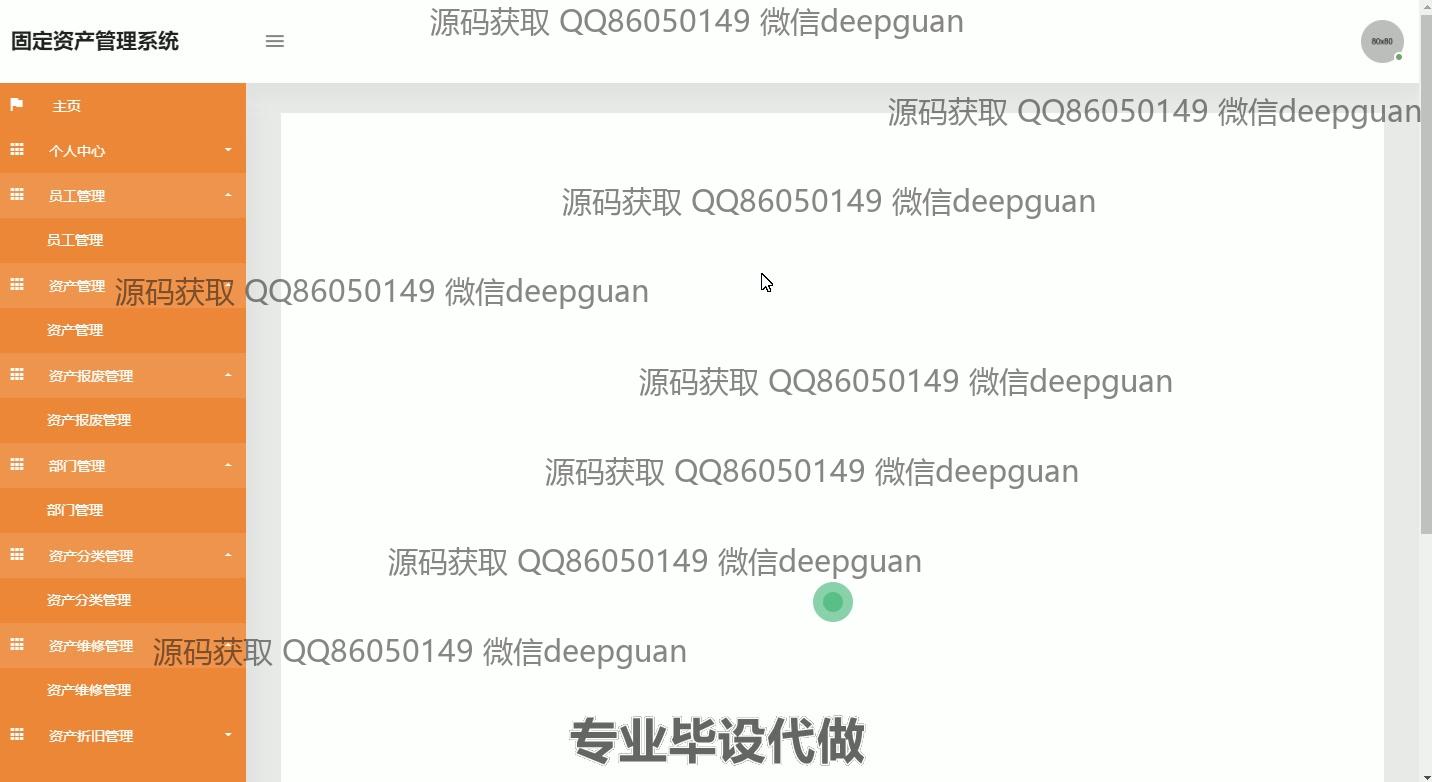 源码获取 QQ86050149 微信deepguan
固定资产管理系统
80x80
主页
源码获取 QQ86050149 微信deepguan
个人中心
员工管理
源码获取 QQ86050149 微信deepguan
员工管理
资产管理
源码获取 QQ86050149 微信deepguan
资产管理
资产报废管理
源码获取 QQ86050149 微信deepguan
资产报废管理
部门管理
源码获取 QQ86050149 微信deepguan
部门管理
资产分类管理
源码获取 QQ86050149 微信deepguan
资产分类管理
资产维修管理
源码获取 QQ86050149 微信deepguan
资产维修管理
资产折旧管理
专业毕设代做